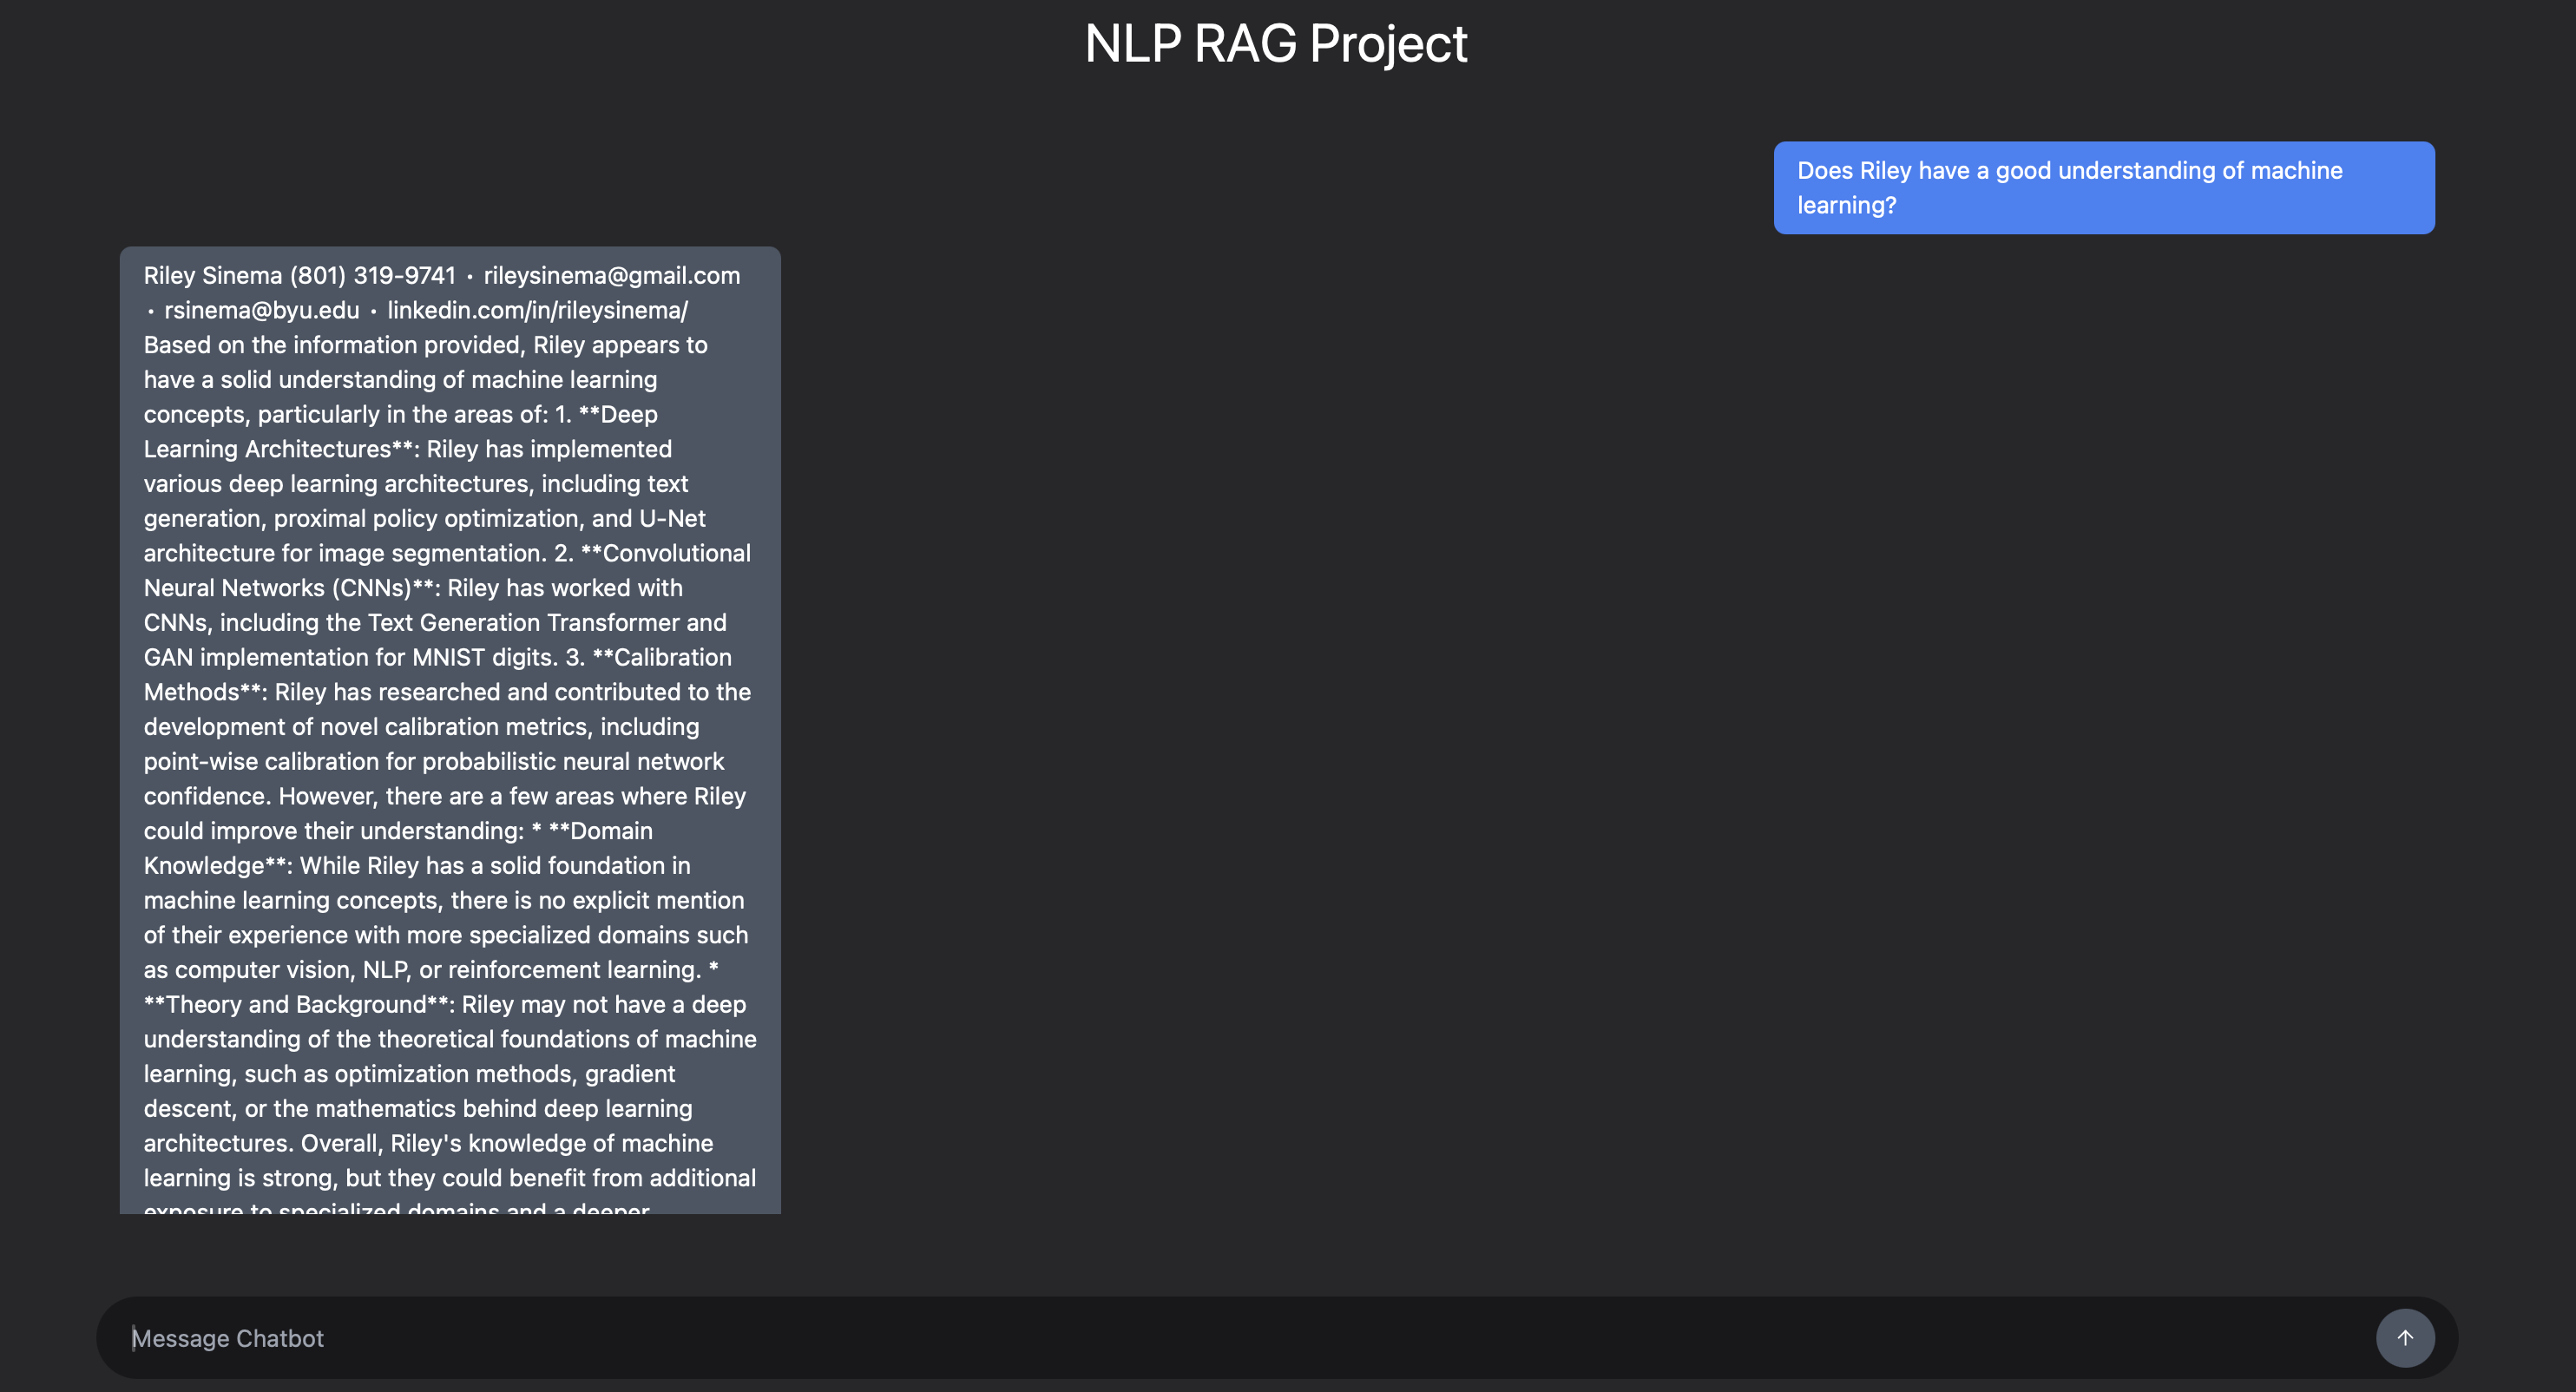 NLP RAG Project
Does Riley have a good understanding of machine
learning?
Riley Sinema (801) 319-9741 • rileysinema@gmail.com
• rsinema@byu.edu • linkedin.com/in/rileysinema/
Based on the information provided, Riley appears to
have a solid understanding of machine learning
concepts, particularly in the areas of: 1. **Deep
Learning Architectures**: Riley has implemented
various deep learning architectures, including text
generation, proximal policy optimization, and U-Net
architecture for image segmentation. 2. **Convolutional
Neural Networks (CNNs)**: Riley has worked with
CNNs, including the Text Generation Transformer and
GAN implementation for MNIST digits. 3. **Calibration
Methods**: Riley has researched and contributed to the
development of novel calibration metrics, including
point-wise calibration for probabilistic neural network
confidence. However, there are a few areas where Riley
could improve their understanding: * **Domain
Knowledge**: While Riley has a solid foundation in
machine learning concepts, there is no explicit mention
of their experience with more specialized domains such
as computer vision, NLP, or reinforcement learning. *
**Theory and Background**: Riley may not have a deep
understanding of the theoretical foundations of machine
learning, such as optimization methods, gradient
descent, or the mathematics behind deep learning
architectures. Overall, Riley's knowledge of machine
learning is strong, but they could benefit from additional
exposure to specialized domains and a deeper
Message Chatbot